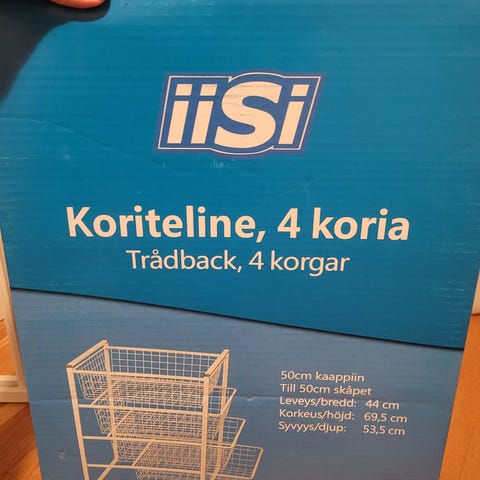 iisi
Koriteline, 4 koria
Trådback, 4 korgar
50cm kaappiin
Till 50cm skåpet
Leveys/bredd: 44 cm
Korkeus/höjd: 69,5 cm
Syvyys/djup: 53,5 cm